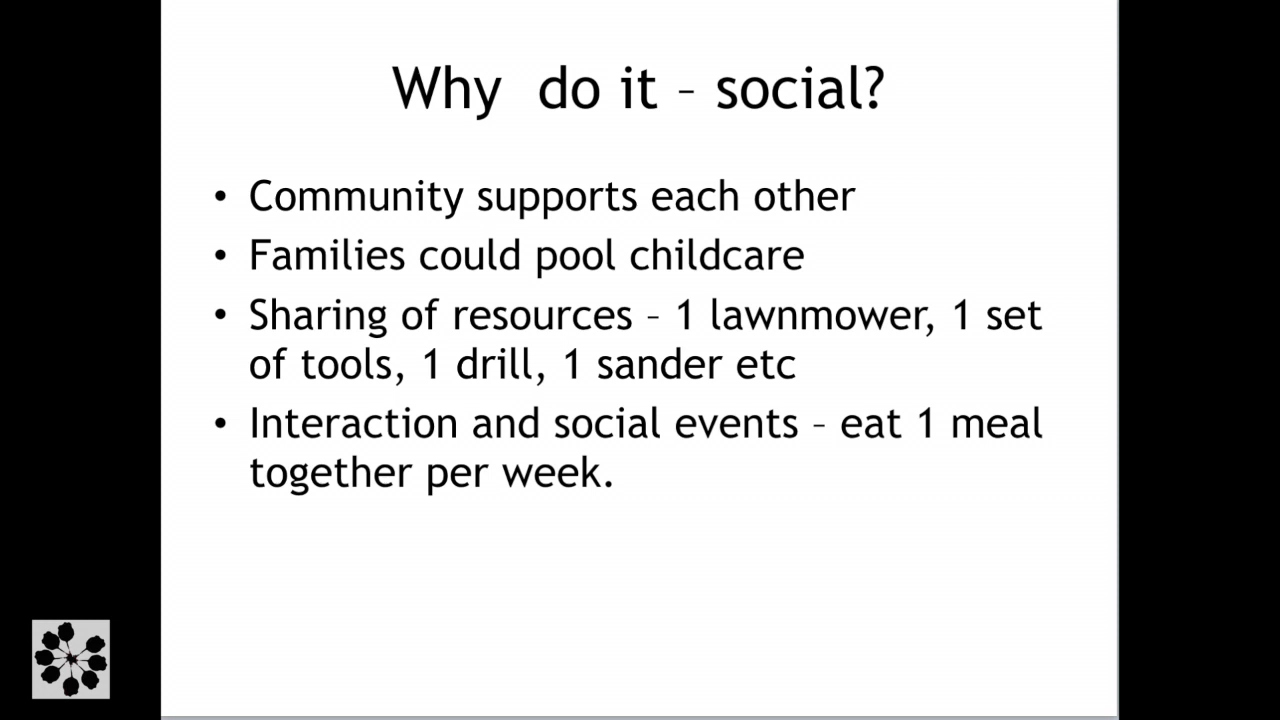 Why  do it – social?
• Community supports each other
• Families could pool childcare
• Sharing of resources – 1 lawnmower, 1 set
of tools, 1 drill, 1 sander etc
• Interaction and social events – eat 1 meal
together per week.